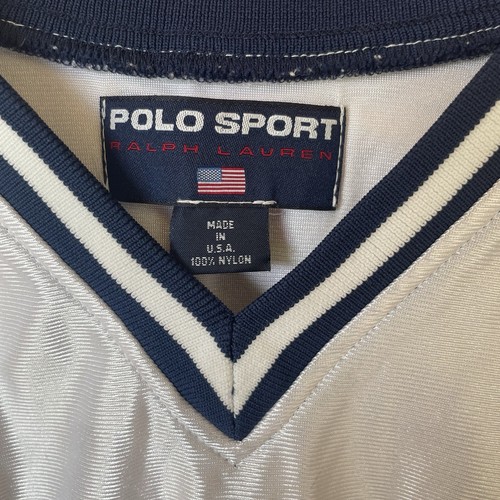 POLO SPORT
RALPH LAUREN
MADE
IN
U.S.A.
100% NYLON